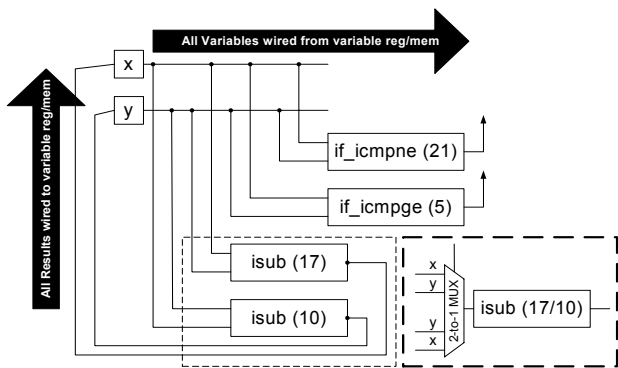 All Variables wired from variable reg/mem
x
y
All Results wired to variable reg/mem
if_icmpne (21)
if_icmpge (5)
isub (17)
isub (10)
x
y
y
x
2-to-1 MUX
isub (17/10)